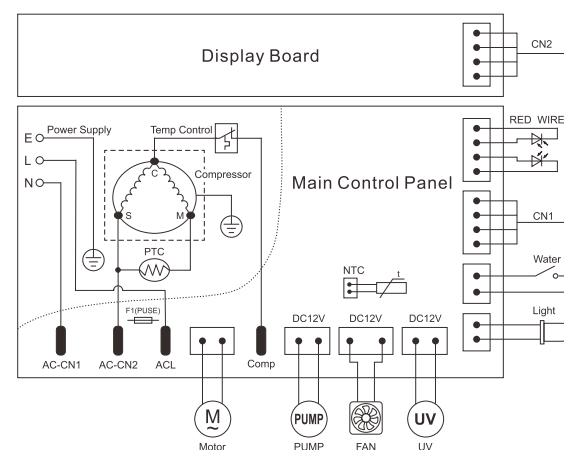 Display Board
CN2
E Power Supply
Temp Control
L
N
C
Compressor
S
M
PTC
F1(PUSE)
Main Control Panel
RED WIRE
CN1
NTC
t
Water
Light
DC12V
DC12V
DC12V
AC-CN1
AC-CN2
ACL
Comp
M
~
PUMP
UV
Motor
PUMP
FAN
UV